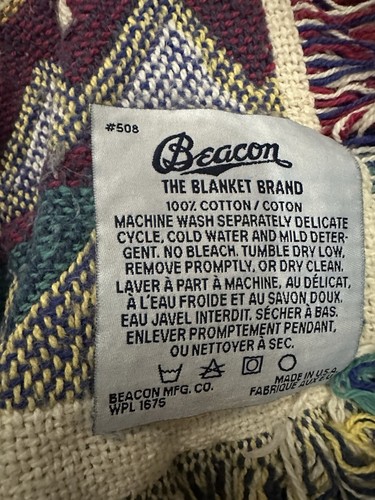 #508
Beacon
THE BLANKET BRAND
100% COTTON / COTON
MACHINE WASH SEPARATELY DELICATE
CYCLE, COLD WATER AND MILD DETER-
GENT. NO BLEACH. TUMBLE DRY LOW,
REMOVE PROMPTLY, OR DRY CLEAN.
LAVER À PART À MACHINE, AU DÉLICAT,
À L'EAU FROIDE ET AU SAVON DOUX.
EAU JAVEL INTERDIT. SÉCHER À BAS.
ENLEVER PROMPTEMENT PENDANT,
OU NETTOYER À SEC.
BEACON MFG. CO.
WPL 1675
MADE IN U.S.A.
FABRIQUE AUX